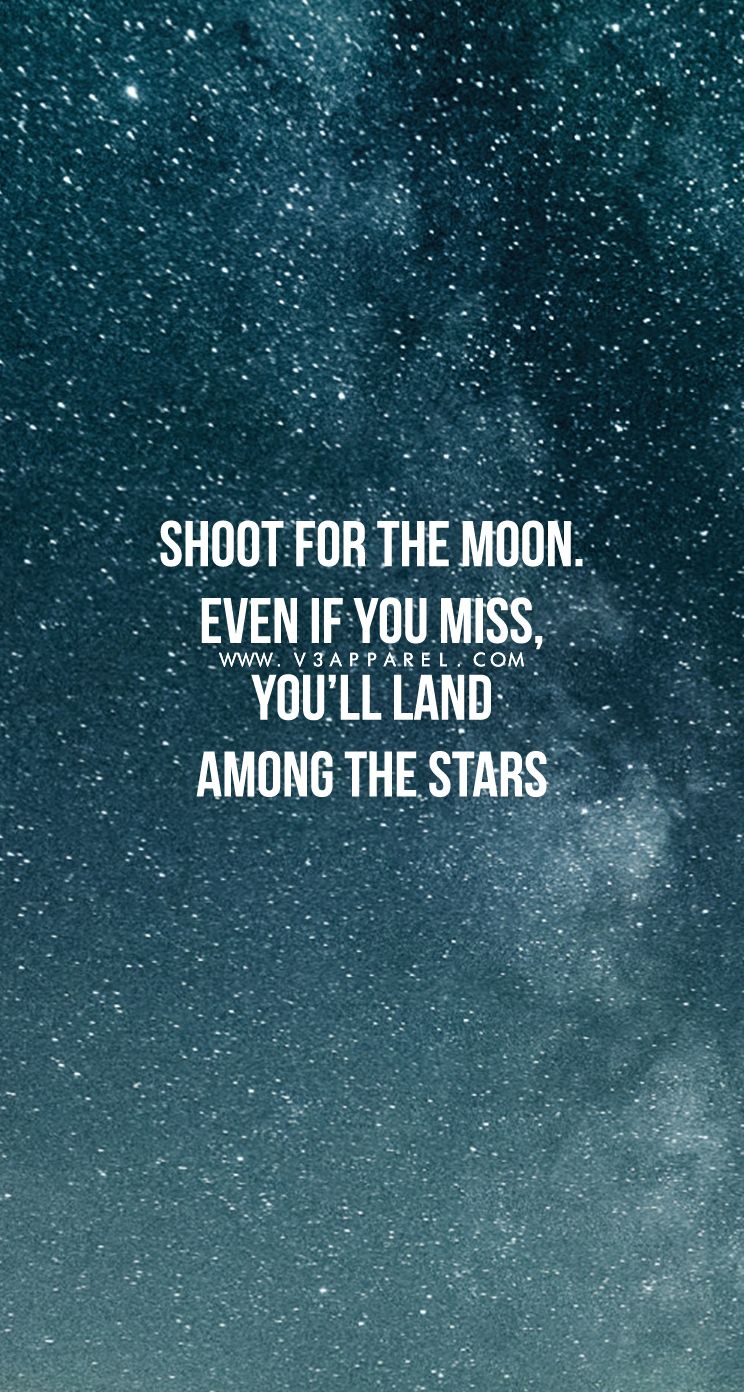 SHOOT FOR THE MOON.
EVEN IF YOU MISS,
WWW.V3APPAREL.COM
YOU'LL LAND
AMONG THE STARS